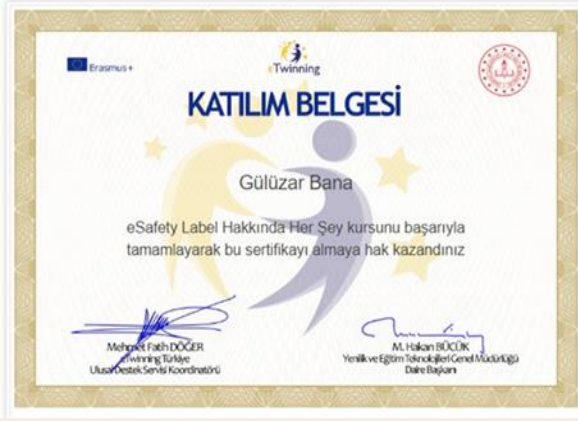 Erasmus+
eTwinning
KATILIM BELGESİ
Gülüzar Bana
eSafety Label Hakkında Her Şey kursunu başarıyla
tamamlayarak bu sertifikayı almaya hak kazandınız
Mehmet Fatih DÖĞER
eTwinning Türkiye
Ulusal Destek Servisi Koordinatörü
M. Hakan BÜCÜK
Yenilik ve Eğitim Teknolojileri Genel Müdürlüğü
Daire Başkanı